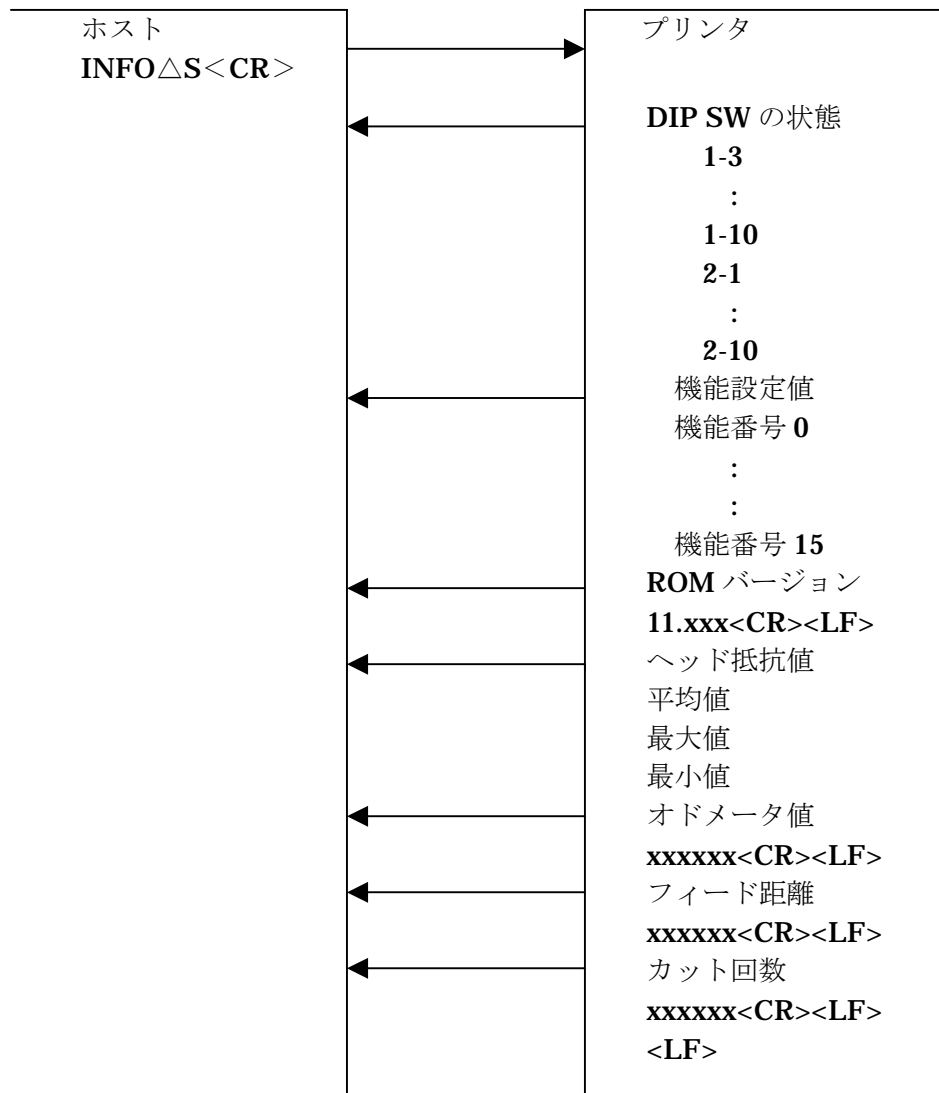 ホスト
INFO△S<CR>
プリンタ
DIP SW の状態
1-3
:
1-10
2-1
:
2-10
機能設定値
機能番号 0
:
:
機能番号 15
ROM バージョン
11.xxx<CR><LF>
ヘッド抵抗値
平均値
最大値
最小値
オドメータ値
xxxxxx<CR><LF>
フィード距離
xxxxxx<CR><LF>
カット回数
xxxxxx<CR><LF>
<LF>